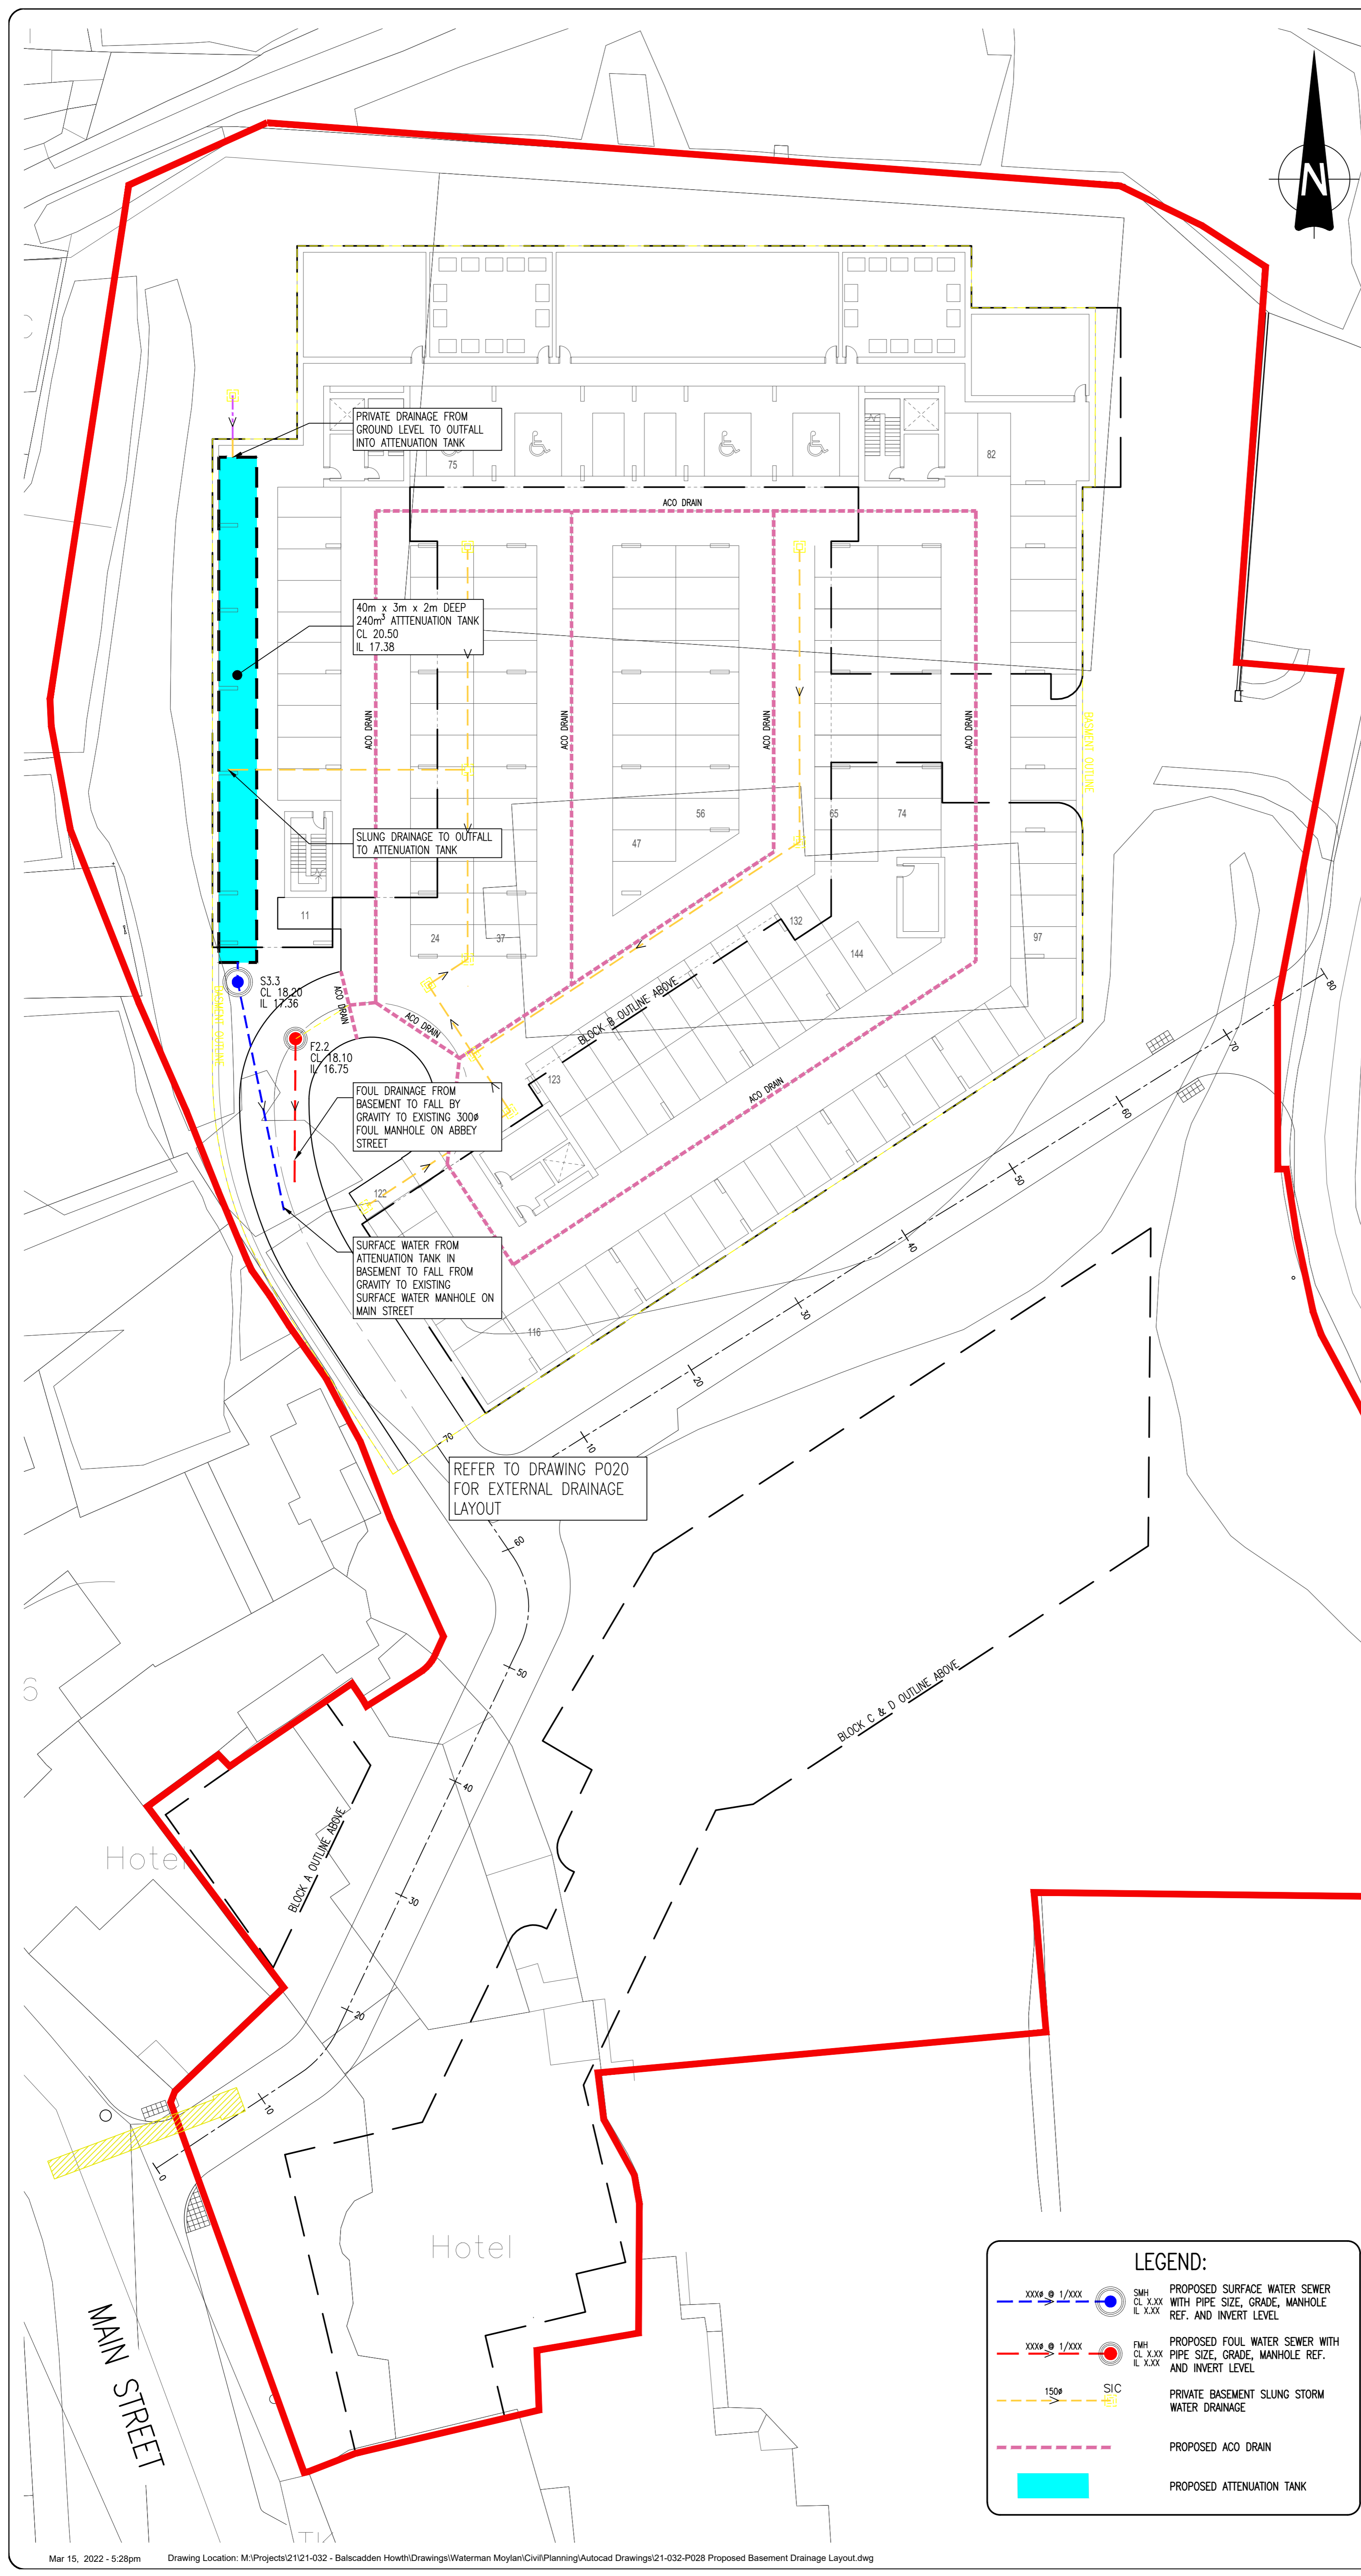 N
PRIVATE DRAINAGE FROM
GROUND LEVEL TO OUTFALL
INTO ATTENUATION TANK
75
82
ACO DRAIN
40m x 3m x 2m DEEP
240m³ ATTTENUATION TANK
CL 20.50
IL 17.38
ACO DRAIN
ACO DRAIN
ACO DRAIN
ACO DRAIN
BASMENT OUTLINE
56
65
74
47
SLUNG DRAINAGE TO OUTFALL
TO ATTENUATION TANK
11
24
37
132
144
97
S3.3
CL 18.20
IL 17.36
ACO DRAIN
ACO DRAIN
BLOCK B OUTLINE ABOVE
80
70
60
50
40
30
20
10
F2.2
CL 18.10
IL 16.75
123
ACO DRAIN
FOUL DRAINAGE FROM
BASEMENT TO FALL BY
GRAVITY TO EXISTING 300ø
FOUL MANHOLE ON ABBEY
STREET
122
SURFACE WATER FROM
ATTENUATION TANK IN
BASEMENT TO FALL FROM
GRAVITY TO EXISTING
SURFACE WATER MANHOLE ON
MAIN STREET
116
70
REFER TO DRAWING P020
FOR EXTERNAL DRAINAGE
LAYOUT
60
50
40
30
20
10
0
BLOCK C & D OUTLINE ABOVE
BLOCK A OUTLINE ABOVE
Hotel
Hotel
MAIN STREET
LEGEND:
XXXø @ 1/XXX
SMH
CL X.XX
IL X.XX
PROPOSED SURFACE WATER SEWER
WITH PIPE SIZE, GRADE, MANHOLE
REF. AND INVERT LEVEL
XXXø @ 1/XXX
FMH
CL X.XX
IL X.XX
PROPOSED FOUL WATER SEWER WITH
PIPE SIZE, GRADE, MANHOLE REF.
AND INVERT LEVEL
150ø
SIC
PRIVATE BASEMENT SLUNG STORM
WATER DRAINAGE
PROPOSED ACO DRAIN
PROPOSED ATTENUATION TANK
Mar 15, 2022 - 5:28pm
Drawing Location: M:\Projects\21\21-032 - Balscadden Howth\Drawings\Waterman Moylan\Civil\Planning\Autocad Drawings\21-032-P028 Proposed Basement Drainage Layout.dwg